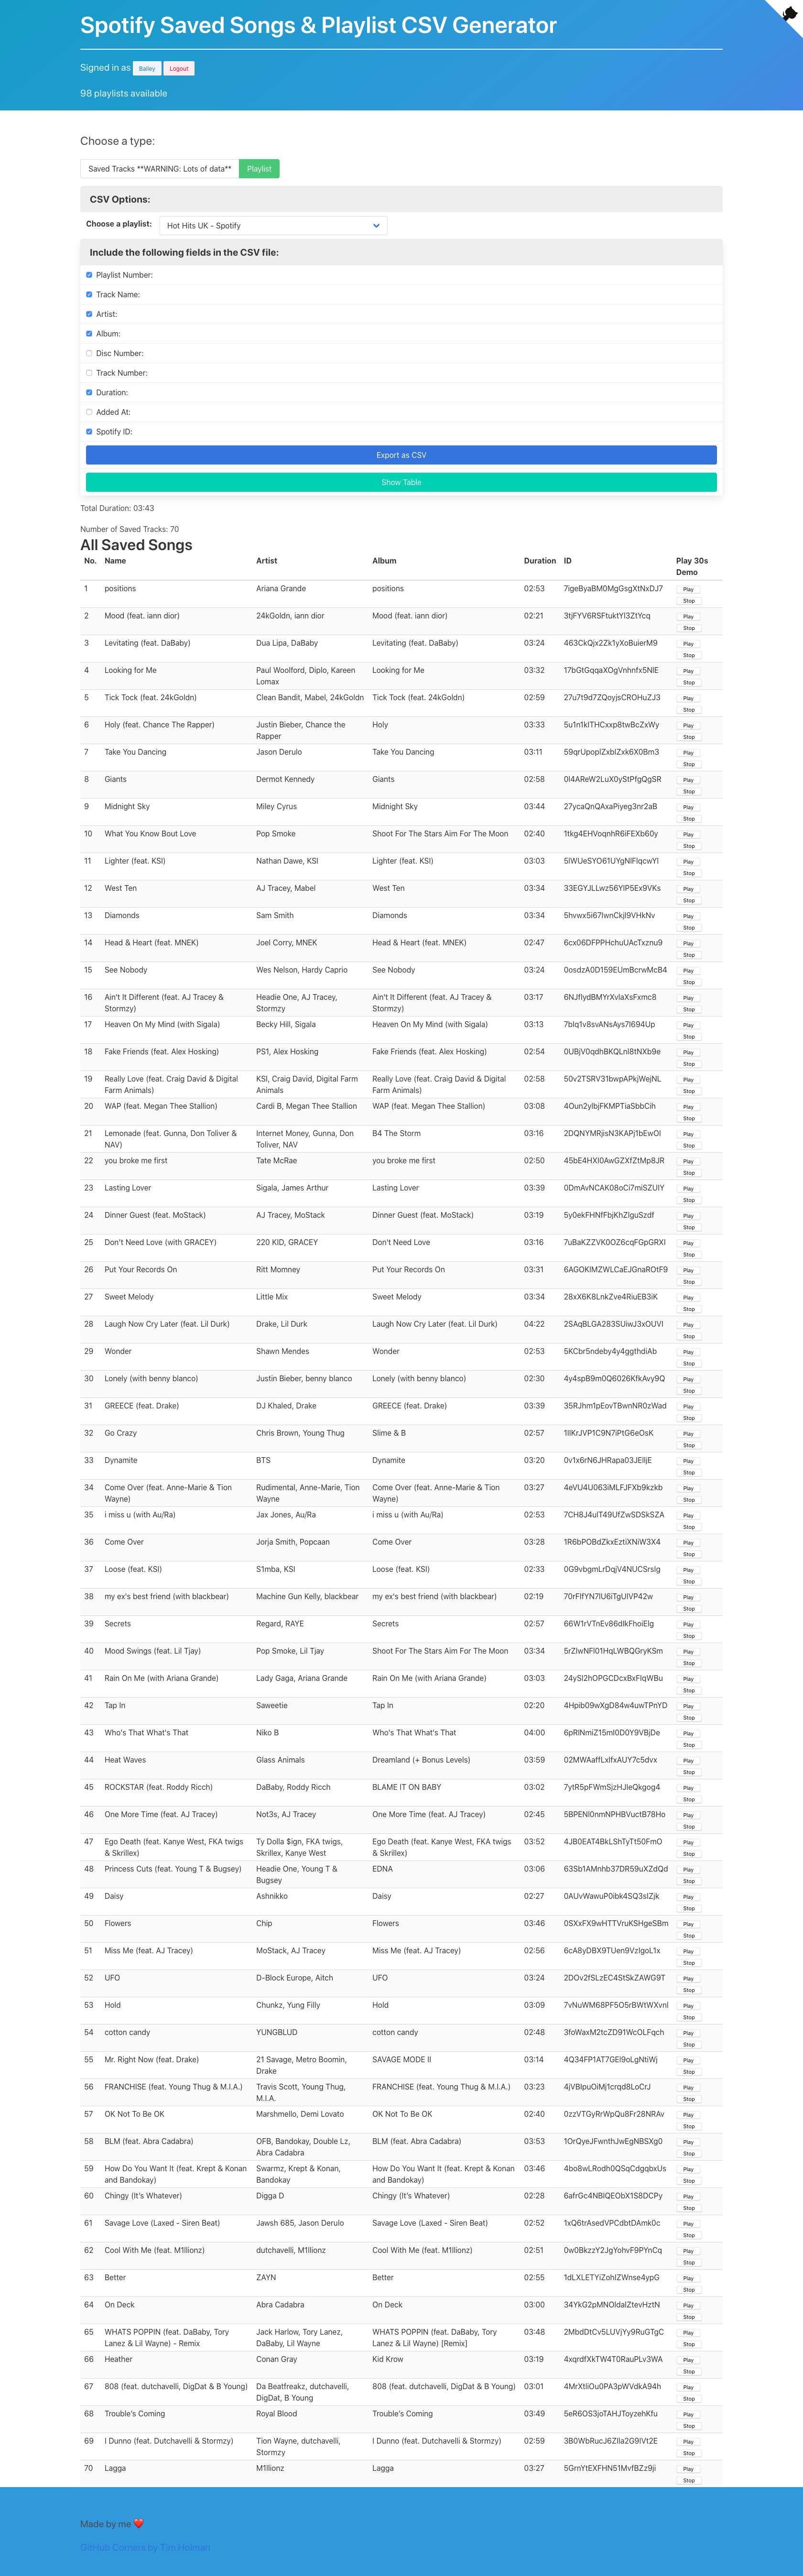 Spotify Saved Songs & Playlist CSV Generator
Signed in as Bailey Logout
98 playlists available
Choose a type:
Saved Tracks **WARNING: Lots of data** Playlist
CSV Options:
Choose a playlist: Hot Hits UK - Spotify
Include the following fields in the CSV file:
Playlist Number:
Track Name:
Artist:
Album:
Disc Number:
Track Number:
Duration:
Added At:
Spotify ID:
Export as CSV
Show Table
Total Duration: 03:43
Number of Saved Tracks: 70
All Saved Songs
No. Name Artist Album Duration ID Play 30s
Demo
1 positions Ariana Grande positions 02:53 7igeByaBM0MgGsgXtNxDJ7 Play
Stop
2 Mood (feat. iann dior) 24kGoldn, iann dior Mood (feat. iann dior) 02:21 Play
Stop
3 Levitating (feat. DaBaby) Dua Lipa, DaBaby Levitating (feat. DaBaby) 03:24 463CkQjx2Zk1yXoBuierM9 Play
Stop
4 Looking for Me Paul Woolford, Diplo, Kareen Looking for Me 03:32 Play
Lomax Stop
5 Tick Tock (feat. 24kGoldn) Clean Bandit, Mabel, 24kGoldn Tick Tock (feat. 24kGoldn) 02:59 27u7t9d7ZQoyjsCROHuZJ3 Play
Stop
6 Holy (feat. Chance The Rapper) Justin Bieber, Chance the Holy 03:33 Play
Rapper Stop
7 Take You Dancing Jason Derulo Take You Dancing 03:11 Play
Stop
8 Giants Dermot Kennedy Giants 02:58 Play
Stop
9 Midnight Sky Miley Cyrus Midnight Sky 03:44 27ycaQnQAxaPiyeg3nr2aB Play
Stop
10 What You Know Bout Love Pop Smoke Shoot For The Stars Aim For The Moon 02:40 1tkg4EHVoqnhR6iFEXb60y Play
Stop
11 Lighter (feat. KSI) Nathan Dawe, KSI Lighter (feat. KSI) 03:03 Play
Stop
12 West Ten AJ Tracey, Mabel West Ten 03:34 Play
Stop
13 Diamonds Sam Smith Diamonds 03:34 Play
Stop
14 Head & Heart (feat. MNEK) Joel Corry, MNEK Head & Heart (feat. MNEK) 02:47 6cx06DFPPHchuUAcTxznu9 Play
Stop
15 See Nobody Wes Nelson, Hardy Caprio See Nobody 03:24 0osdzA0D159EUmBcrwMcB4 Play
Stop
16 Ain't It Different (feat. AJ Tracey & Headie One, AJ Tracey, Ain't It Different (feat. AJ Tracey & 03:17 Play
Stormzy) Stormzy Stormzy) Stop
17 Heaven On My Mind (with Sigala) Becky Hill, Sigala Heaven On My Mind (with Sigala) 03:13 Play
Stop
18 Fake Friends (feat. Alex Hosking) PS1, Alex Hosking Fake Friends (feat. Alex Hosking) 02:54 Play
Stop
19 Really Love (feat. Craig David & Digital KSI, Craig David, Digital Farm Really Love (feat. Craig David & Digital 02:58 50v2TSRV31bwpAPkjWejNL Play
Farm Animals) Animals Farm Animals) Stop
20 WAP (feat. Megan Thee Stallion) Cardi B, Megan Thee Stallion WAP (feat. Megan Thee Stallion) 03:08 Play
Stop
21 Lemonade (feat. Gunna, Don Toliver & Internet Money, Gunna, Don B4 The Storm 03:16 Play
NAV) Toliver, NAV Stop
22 you broke me first Tate McRae you broke me first 02:50 Play
Stop
23 Lasting Lover Sigala, James Arthur Lasting Lover 03:39 Play
Stop
24 Dinner Guest (feat. MoStack) AJ Tracey, MoStack Dinner Guest (feat. MoStack) 03:19 Play
Stop
25 Don't Need Love (with GRACEY) 220 KID, GRACEY Don't Need Love 03:16 Play
Stop
26 Put Your Records On Ritt Momney Put Your Records On 03:31 Play
Stop
27 Sweet Melody Little Mix Sweet Melody 03:34 28xX6K8LnkZve4RiuEB3iK Play
Stop
28 Laugh Now Cry Later (feat. Lil Durk) Drake, Lil Durk Laugh Now Cry Later (feat. Lil Durk) 04:22 Play
Stop
29 Wonder Shawn Mendes Wonder 02:53 5KCbr5ndeby4y4ggthdiAb Play
Stop
30 Lonely (with benny blanco) Justin Bieber, benny blanco Lonely (with benny blanco) 02:30 4y4spB9m0Q6026KfkAvy9Q Play
Stop
31 GREECE (feat. Drake) DJ Khaled, Drake GREECE (feat. Drake) 03:39 35RJhm1pEovTBwnNR0zWad Play
Stop
32 Go Crazy Chris Brown, Young Thug Slime & B 02:57 Play
Stop
33 Dynamite BTS Dynamite 03:20 Play
Stop
34 Come Over (feat. Anne-Marie & Tion Rudimental, Anne-Marie, Tion Come Over (feat. Anne-Marie & Tion 03:27 4eVU4U063iMLFJFXb9kzkb Play
Wayne) Wayne Wayne) Stop
35 i miss u (with Au/Ra) Jax Jones, Au/Ra i miss u (with Au/Ra) 02:53 Play
Stop
36 Come Over Jorja Smith, Popcaan Come Over 03:28 1R6bPOBdZkxEztiXNiW3X4 Play
Stop
37 Loose (feat. KSI) S1mba, KSI Loose (feat. KSI) 02:33 Play
Stop
38 my ex's best friend (with blackbear) Machine Gun Kelly, blackbear my ex's best friend (with blackbear) 02:19 Play
Stop
39 Secrets Regard, RAYE Secrets 02:57 Play
Stop
40 Mood Swings (feat. Lil Tjay) Pop Smoke, Lil Tjay Shoot For The Stars Aim For The Moon 03:34 Play
Stop
41 Rain On Me (with Ariana Grande) Lady Gaga, Ariana Grande Rain On Me (with Ariana Grande) 03:03 Play
Stop
42 Tap In Saweetie Tap In 02:20 4Hpib09wXgD84w4uwTPnYD Play
Stop
43 Who's That What's That Niko B Who's That What's That 04:00 Play
Stop
44 Heat Waves Glass Animals Dreamland (+ Bonus Levels) 03:59 Play
Stop
45 ROCKSTAR (feat. Roddy Ricch) DaBaby, Roddy Ricch BLAME IT ON BABY 03:02 Play
Stop
46 One More Time (feat. AJ Tracey) Not3s, AJ Tracey One More Time (feat. AJ Tracey) 02:45 Play
Stop
47 Ego Death (feat. Kanye West, FKA twigs Ty Dolla $ign, FKA twigs, Ego Death (feat. Kanye West, FKA twigs 03:52 4JB0EAT4BkLShTyTt50FmO Play
& Skrillex) Skrillex, Kanye West & Skrillex) Stop
48 Princess Cuts (feat. Young T & Bugsey) Headie One, Young T & EDNA 03:06 63Sb1AMnhb37DR59uXZdQd Play
Bugsey Stop
49 Daisy Ashnikko Daisy 02:27 Play
Stop
50 Flowers Chip Flowers 03:46 0SXxFX9wHTTVruKSHgeSBm Play
Stop
51 Miss Me (feat. AJ Tracey) MoStack, AJ Tracey Miss Me (feat. AJ Tracey) 02:56 Play
Stop
52 UFO D-Block Europe, Aitch UFO 03:24 2DOv2fSLzEC4StSkZAWG9T Play
Stop
53 Hold Chunkz, Yung Filly Hold 03:09 Play
Stop
54 cotton candy YUNGBLUD cotton candy 02:48 3foWaxM2tcZD91WcOLFqch Play
Stop
55 Mr. Right Now (feat. Drake) 21 Savage, Metro Boomin, SAVAGE MODE II 03:14 Play
Drake Stop
56 FRANCHISE (feat. Young Thug & M.I.A.) Travis Scott, Young Thug, FRANCHISE (feat. Young Thug & M.I.A.) 03:23 Play
M.I.A. Stop
57 OK Not To Be OK Marshmello, Demi Lovato OK Not To Be OK 02:40 0zzVTGyRrWpQu8Fr28NRAv Play
Stop
58 BLM (feat. Abra Cadabra) OFB, Bandokay, Double Lz, BLM (feat. Abra Cadabra) 03:53 1OrQyeJFwnthJwEgNBSXg0 Play
Abra Cadabra Stop
59 How Do You Want It (feat. Krept & Konan Swarmz, Krept & Konan, How Do You Want It (feat. Krept & Konan 03:46 4bo8wLRodh0QSqCdgqbxUs Play
and Bandokay) Bandokay and Bandokay) Stop
60 Chingy (It's Whatever) Digga D Chingy (It's Whatever) 02:28 Play
Stop
61 Savage Love (Laxed - Siren Beat) Jawsh 685, Jason Derulo Savage Love (Laxed - Siren Beat) 02:52 1xQ6trAsedVPCdbtDAmk0c Play
Stop
62 Cool With Me (feat. M1llionz) dutchavelli, M1llionz Cool With Me (feat. M1llionz) 02:51 0w0BkzzY2JgYohvF9PYnCq Play
Stop
63 Better ZAYN Better 02:55 Play
Stop
64 On Deck Abra Cadabra On Deck 03:00 Play
Stop
65 WHATS POPPIN (feat. DaBaby, Tory Jack Harlow, Tory Lanez, WHATS POPPIN (feat. DaBaby, Tory 03:48 2MbdDtCv5LUVjYy9RuGTgC Play
Lanez & Lil Wayne) - Remix DaBaby, Lil Wayne Lanez & Lil Wayne) [Remix] Stop
66 Heather Conan Gray Kid Krow 03:19 4xqrdfXkTW4T0RauPLv3WA Play
Stop
67 808 (feat. dutchavelli, DigDat & B Young) Da Beatfreakz, dutchavelli, 808 (feat. dutchavelli, DigDat & B Young) 03:01 Play
DigDat, B Young Stop
68 Trouble's Coming Royal Blood Trouble's Coming 03:49 5eR6OS3joTAHJToyzehKfu Play
Stop
69 I Dunno (feat. Dutchavelli & Stormzy) Tion Wayne, dutchavelli, I Dunno (feat. Dutchavelli & Stormzy) 02:59 Play
Stormzy Stop
70 Lagga M1llionz Lagga 03:27 5GrnYtEXFHN51MvfBZz9ji Play
Stop
Made by me ❤️
GitHub Corners by Tim Holman